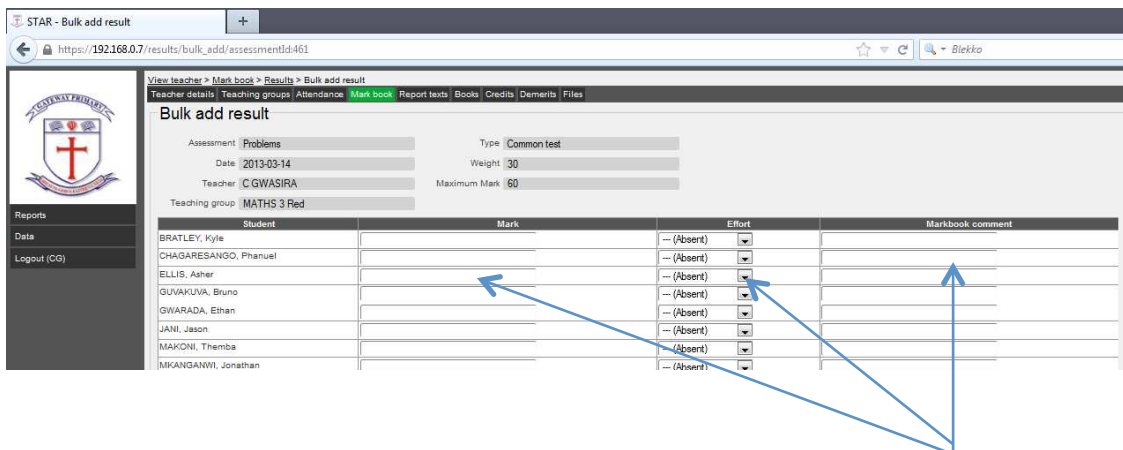 STAR - Bulk add result
+
https://192.168.0.7/results/bulk_add/assessmentId:461
Blekko
GATEWAY PRIMARY
View teacher > Mark book > Results > Bulk add result
Teacher details Teaching groups Attendance Mark book Report texts Books Credits Demerits Files
Bulk add result
Assessment Problems Type Common test
Date 2013-03-14 Weight 30
Teacher C GWASIRA Maximum Mark 60
Teaching group MATHS 3 Red
Reports
Data
Logout (CG)
Student Mark Effort Markbook comment
BRATLEY, Kyle --- (Absent)
CHAGARESANGO, Phanuel --- (Absent)
ELLIS, Asher --- (Absent)
GUVAKUVA, Bruno --- (Absent)
GWARADA, Ethan --- (Absent)
JANI, Jason --- (Absent)
MAKONI, Themba --- (Absent)
MKANGANWI, Jonathan --- (Absent)